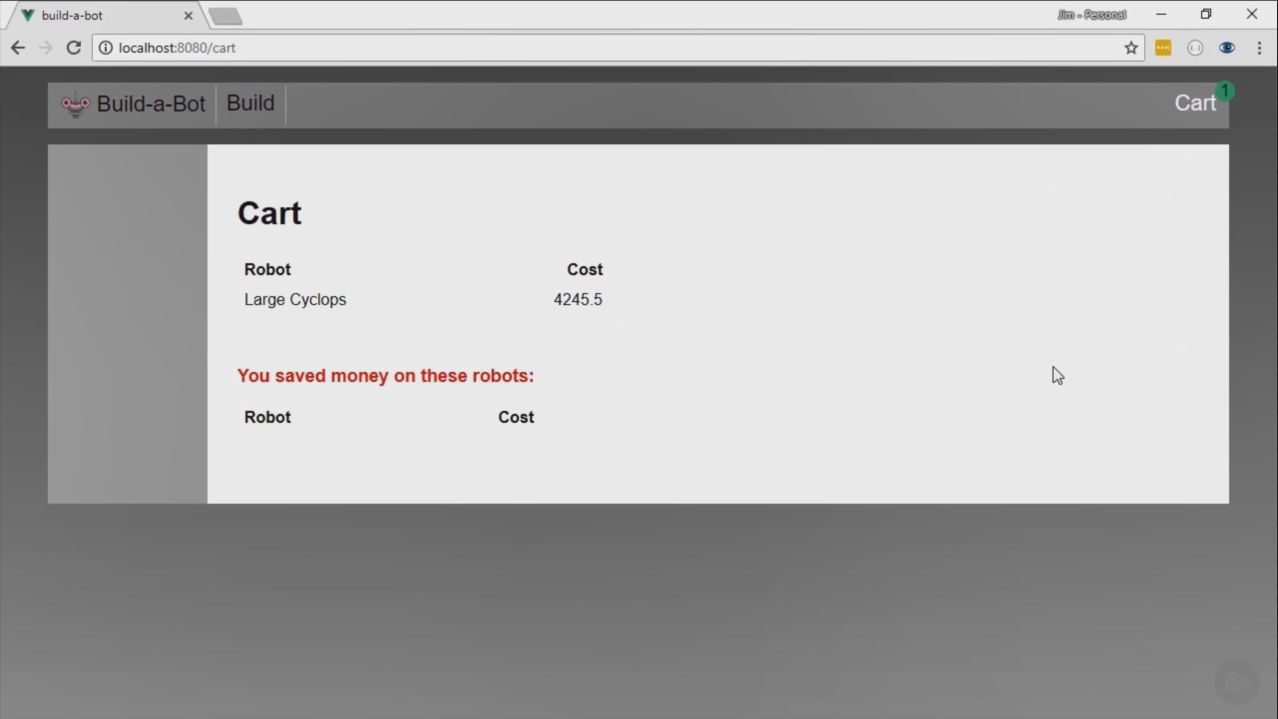 build-a-bot
Jim - Personal
localhost:8080/cart
Build-a-Bot Build Cart 1
Cart
Robot Cost
Large Cyclops 4245.5
You saved money on these robots:
Robot Cost